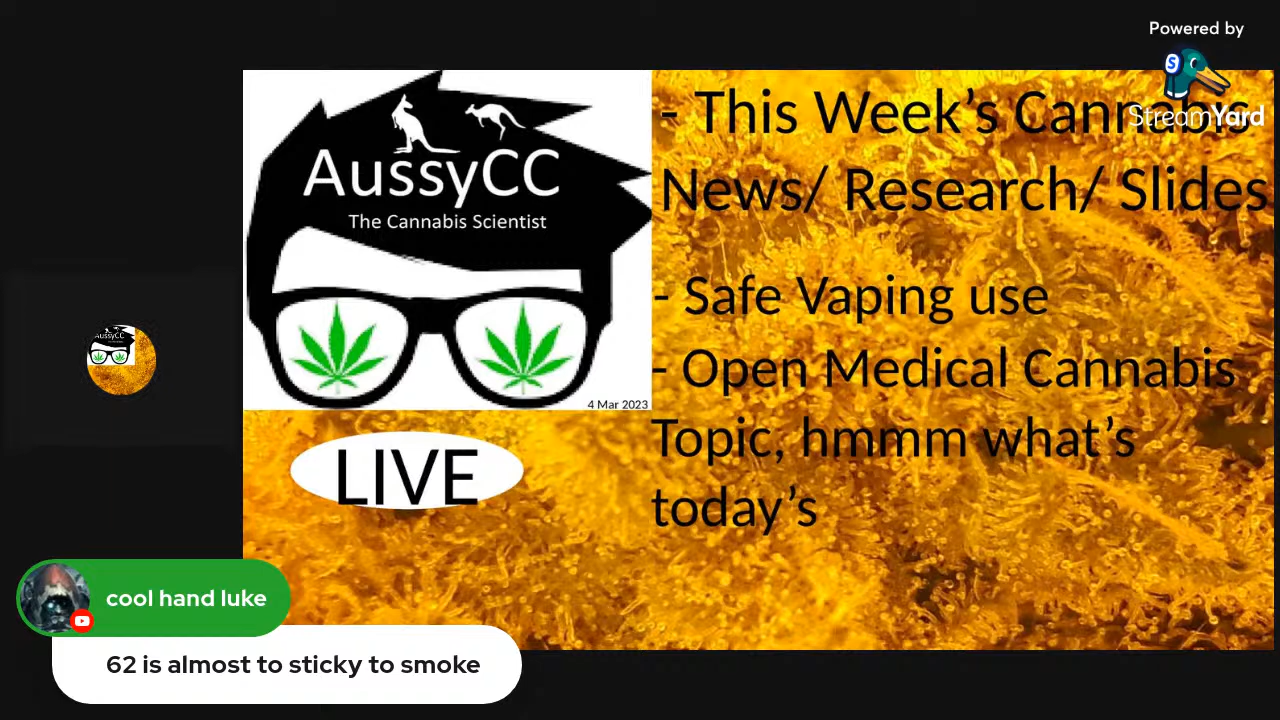 Powered by
StreamYard
AussyCC
The Cannabis Scientist
4 Mar 2023
LIVE
- This Week’s Cannabis
News/ Research/ Slides
- Safe Vaping use
- Open Medical Cannabis
Topic, hmmm what’s
today’s
cool hand luke
62 is almost to sticky to smoke